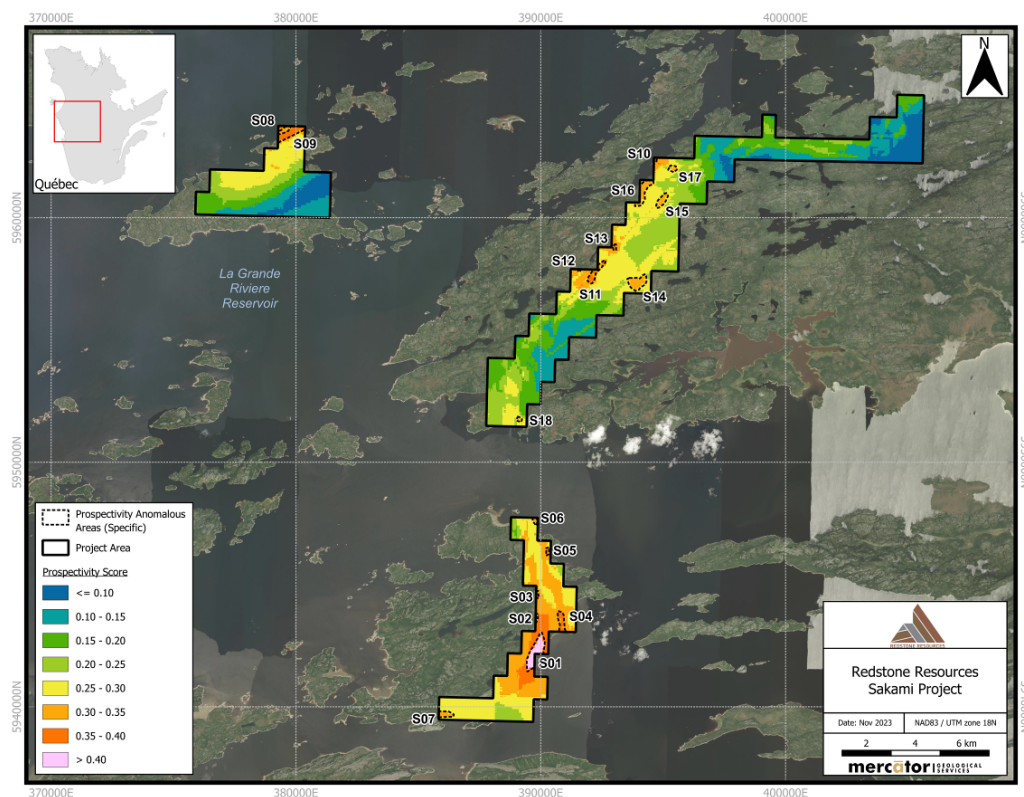 370000E
380000E
390000E
400000E
N
Québec
S08
S09
S10
S17
S16
S15
5960000N
S13
S12
La Grande
Riviere
Reservoir
S11
S14
S18
5950000N
S06
S05
S03
S04
S02
S01
S07
5940000N
Prospectivity Anomalous
Areas (Specific)
Project Area
Prospectivity Score
<= 0.10
0.10 - 0.15
0.15 - 0.20
0.20 - 0.25
0.25 - 0.30
0.30 - 0.35
0.35 - 0.40
> 0.40
REDSTONE RESOURCES
Redstone Resources
Sakami Project
Date: Nov 2023
NAD83 / UTM zone 18N
2 4 6 km
mercator GEOLOGICAL
SERVICES
370000E
380000E
390000E
400000E